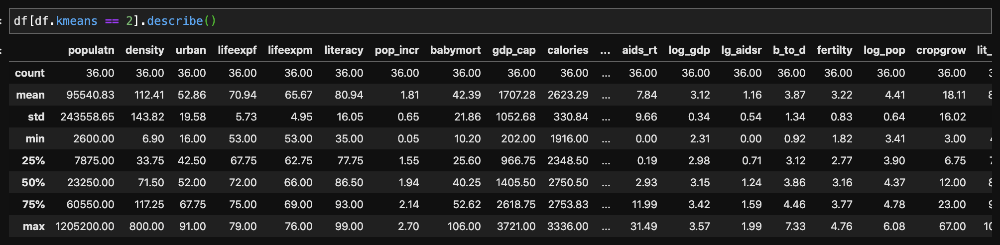 : df[df.kmeans == 2].describe()
: populatn density urban lifeexpf lifeexpm literacy pop_incr babymort gdp_cap calories ... aids_rt log_gdp lg_aidsr b_to_d fertilty log_pop cropgrow lit_
count 36.00 36.00 36.00 36.00 36.00 36.00 36.00 36.00 36.00 36.00 ... 36.00 36.00 36.00 36.00 36.00 36.00 36.00 3
mean 95540.83 112.41 52.86 70.94 65.67 80.94 1.81 42.39 1707.28 2623.29 ... 7.84 3.12 1.16 3.87 3.22 4.41 18.11 8
std 243558.65 143.82 19.58 5.73 4.95 16.05 0.65 21.86 1052.68 330.84 ... 9.66 0.34 0.54 1.34 0.83 0.64 16.02
min 2600.00 6.90 16.00 53.00 53.00 35.00 0.05 10.20 202.00 1916.00 ... 0.00 2.31 0.00 0.92 1.82 3.41 3.00
25% 7875.00 33.75 42.50 67.75 62.75 77.75 1.55 25.60 966.75 2348.50 ... 0.19 2.98 0.71 3.12 2.77 3.90 6.75
50% 23250.00 71.50 52.00 72.00 66.00 86.50 1.94 40.25 1405.50 2750.50 ... 2.93 3.15 1.24 3.86 3.16 4.37 12.00 8
75% 60550.00 117.25 67.75 75.00 69.00 93.00 2.14 52.62 2618.75 2753.83 ... 11.99 3.42 1.59 4.46 3.77 4.78 23.00 9
max 1205200.00 800.00 91.00 79.00 76.00 99.00 2.70 106.00 3721.00 3336.00 ... 31.49 3.57 1.99 7.33 4.76 6.08 67.00 10